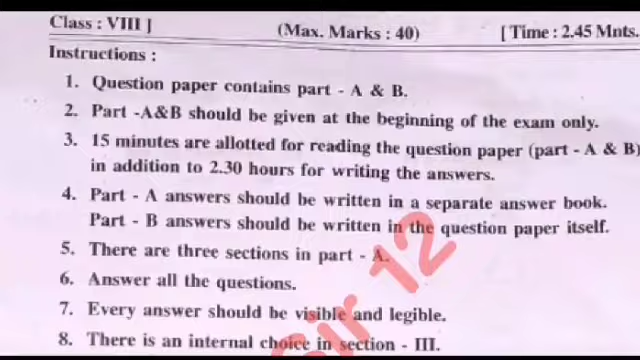 Class : VIII ] (Max. Marks : 40) [ Time : 2.45 Mnts.
Instructions :
1. Question paper contains part - A & B.
2. Part -A&B should be given at the beginning of the exam only.
3. 15 minutes are allotted for reading the question paper (part - A & B)
in addition to 2.30 hours for writing the answers.
4. Part - A answers should be written in a separate answer book.
Part - B answers should be written in the question paper itself.
5. There are three sections in part - A.
6. Answer all the questions.
7. Every answer should be visible and legible.
8. There is an internal choice in section - III.
Sir 12